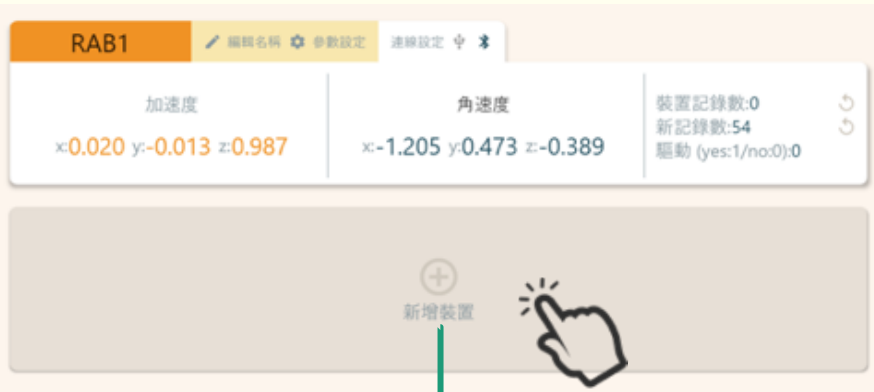 RAB1 編輯名稱 參數設定 連線設定
加速度
x:0.020 y:-0.013 z:0.987
角速度
x:-1.205 y:0.473 z:-0.389
裝置記錄數:0
新記錄數:54
驅動 (yes:1/no:0):0
新增裝置